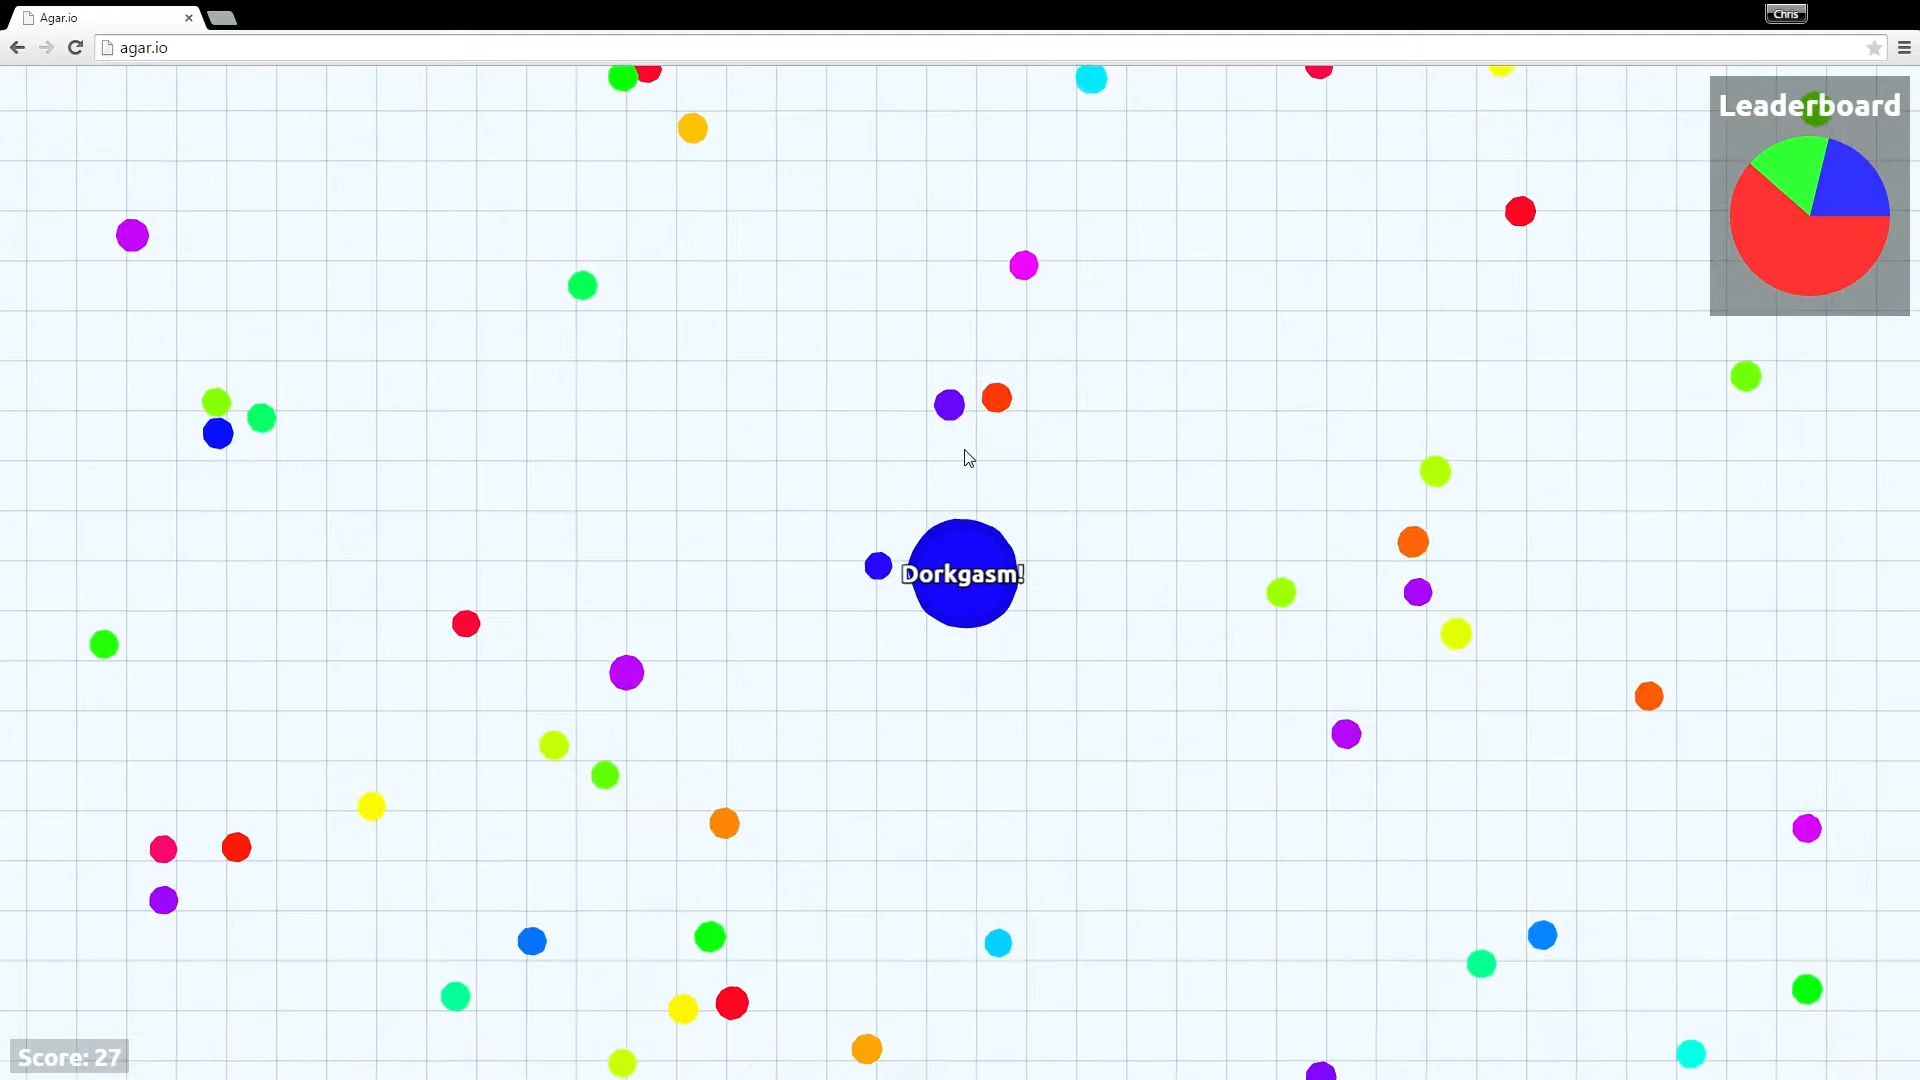 Agar.io
Chris
agar.io
Leaderboard
Dorkgasm!
Score: 27